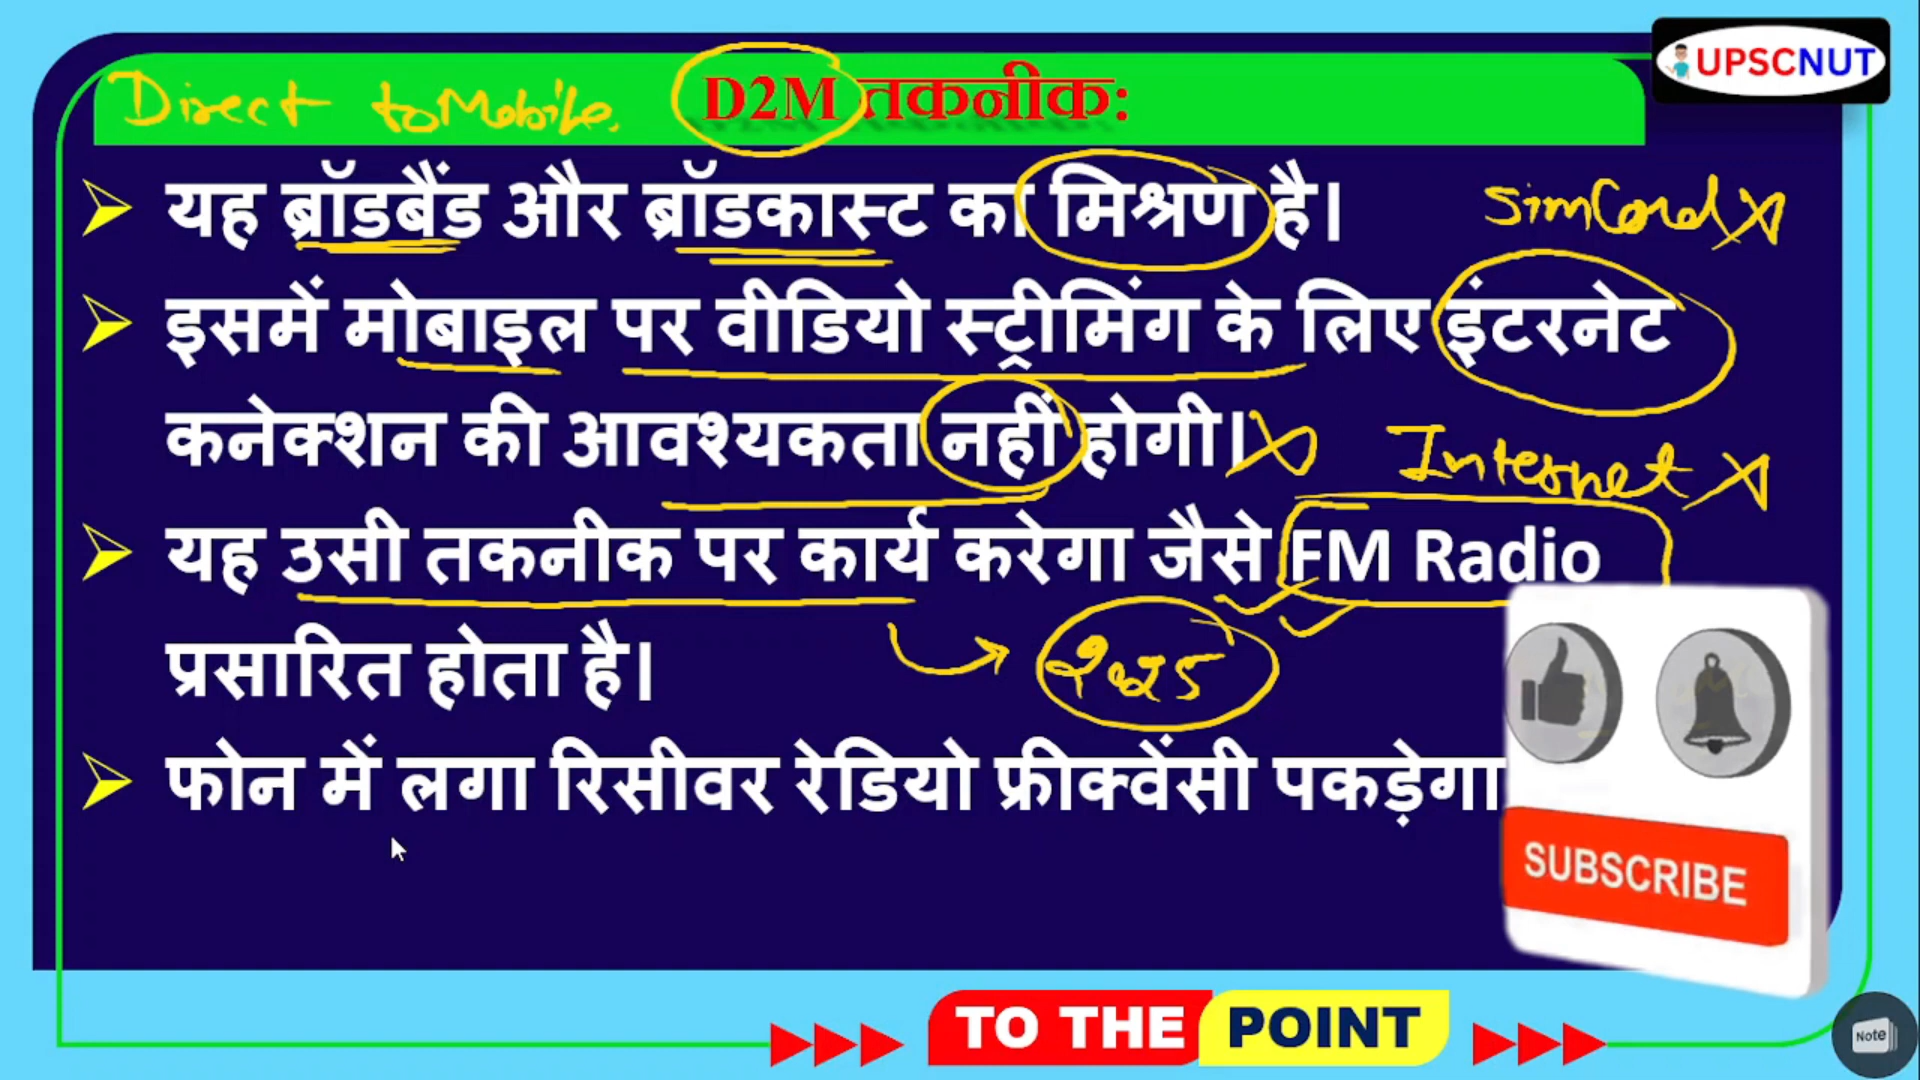 UPSCNUT
Direct to Mobile. D2M तकनीक:
यह ब्रॉडबैंड और ब्रॉडकास्ट का मिश्रण है।
SimCard X
इसमें मोबाइल पर वीडियो स्ट्रीमिंग के लिए इंटरनेट
कनेक्शन की आवश्यकता नहीं होगी। X
Internet X
यह उसी तकनीक पर कार्य करेगा जैसे FM Radio
प्रसारित होता है।
2025
फोन में लगा रिसीवर रेडियो फ्रीक्वेंसी पकड़ेगा
SUBSCRIBE
TO THE POINT
Note